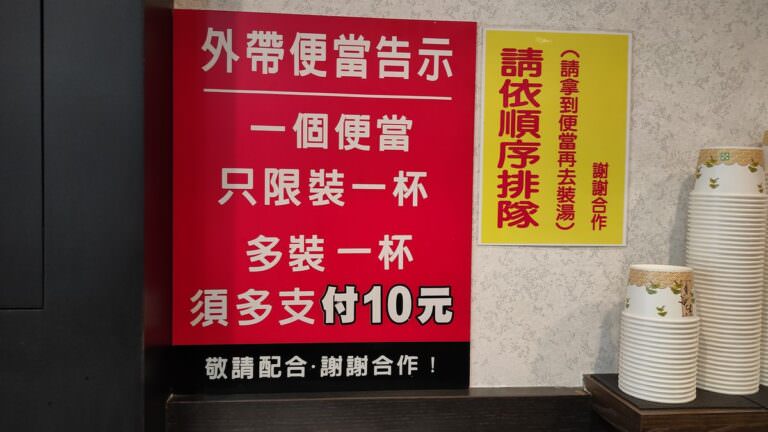 外帶便當告示
一個便當
只限裝一杯
多裝一杯
須多支付10元
敬請配合·謝謝合作!
(請拿到便當再去裝湯)
請依順序排隊
謝謝合作